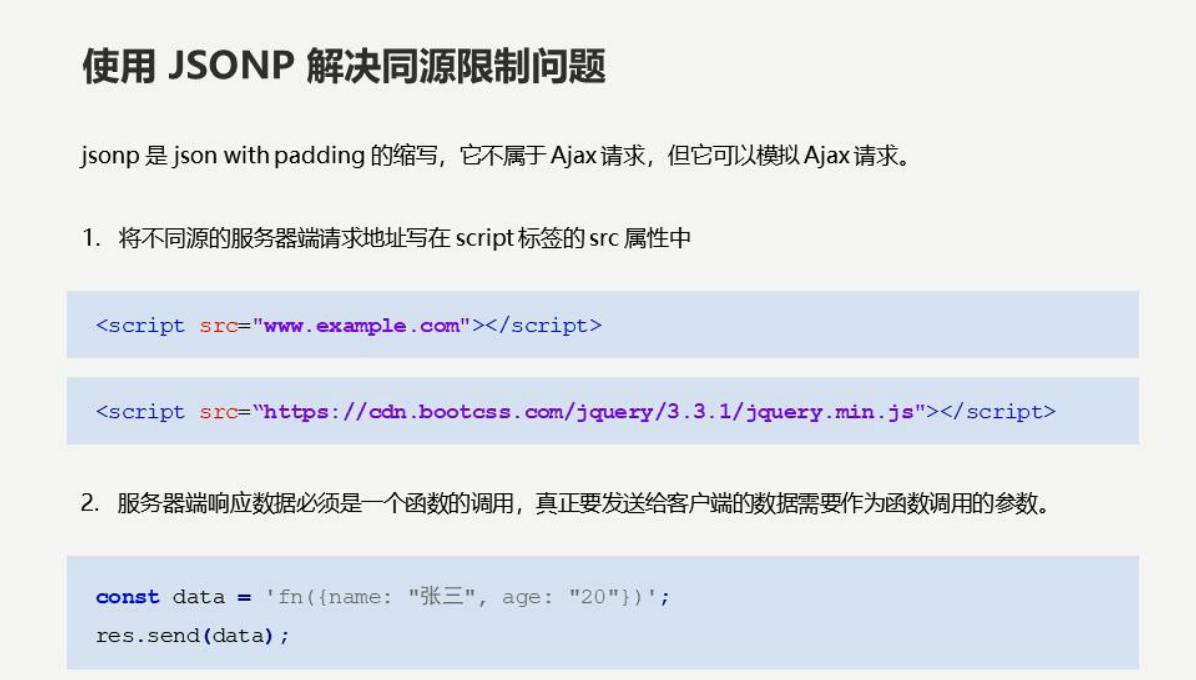 使用 JSONP 解决同源限制问题
jsonp 是 json with padding 的缩写，它不属于 Ajax 请求，但它可以模拟 Ajax 请求。
1. 将不同源的服务器端请求地址写在 script 标签的 src 属性中
<script src="www.example.com"></script>
<script src=“https://cdn.bootcss.com/jquery/3.3.1/jquery.min.js"></script>
2. 服务器端响应数据必须是一个函数的调用，真正要发送给客户端的数据需要作为函数调用的参数。
const data = 'fn({name: "张三", age: "20"})';
res.send(data);